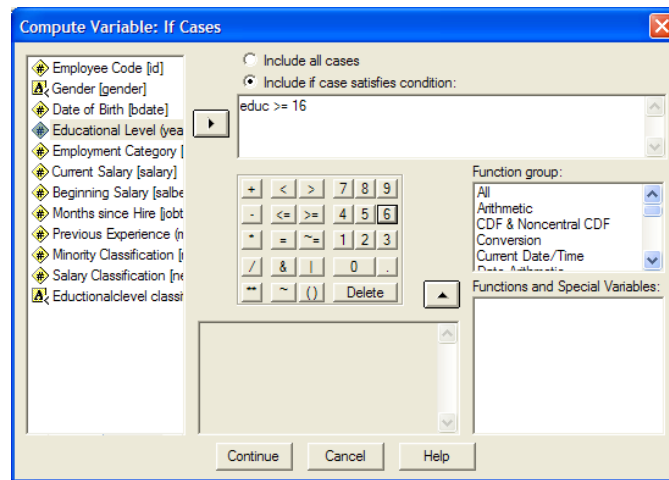 Compute Variable: If Cases
Employee Code [id]
Gender [gender]
Date of Birth [bdate]
Educational Level (yea
Employment Category [
Current Salary [salary]
Beginning Salary [salbe
Months since Hire [jobt
Previous Experience (m
Minority Classification [
Salary Classification [ne
Eductionalclevel classif
Include all cases
Include if case satisfies condition:
educ >= 16
+ < > 7 8 9
- <= >= 4 5 6
* = ~= 1 2 3
/ & | 0 .
** ~ () Delete
Function group:
All
Arithmetic
CDF & Noncentral CDF
Conversion
Current Date/Time
Date Arithmetic
Functions and Special Variables:
Continue Cancel Help